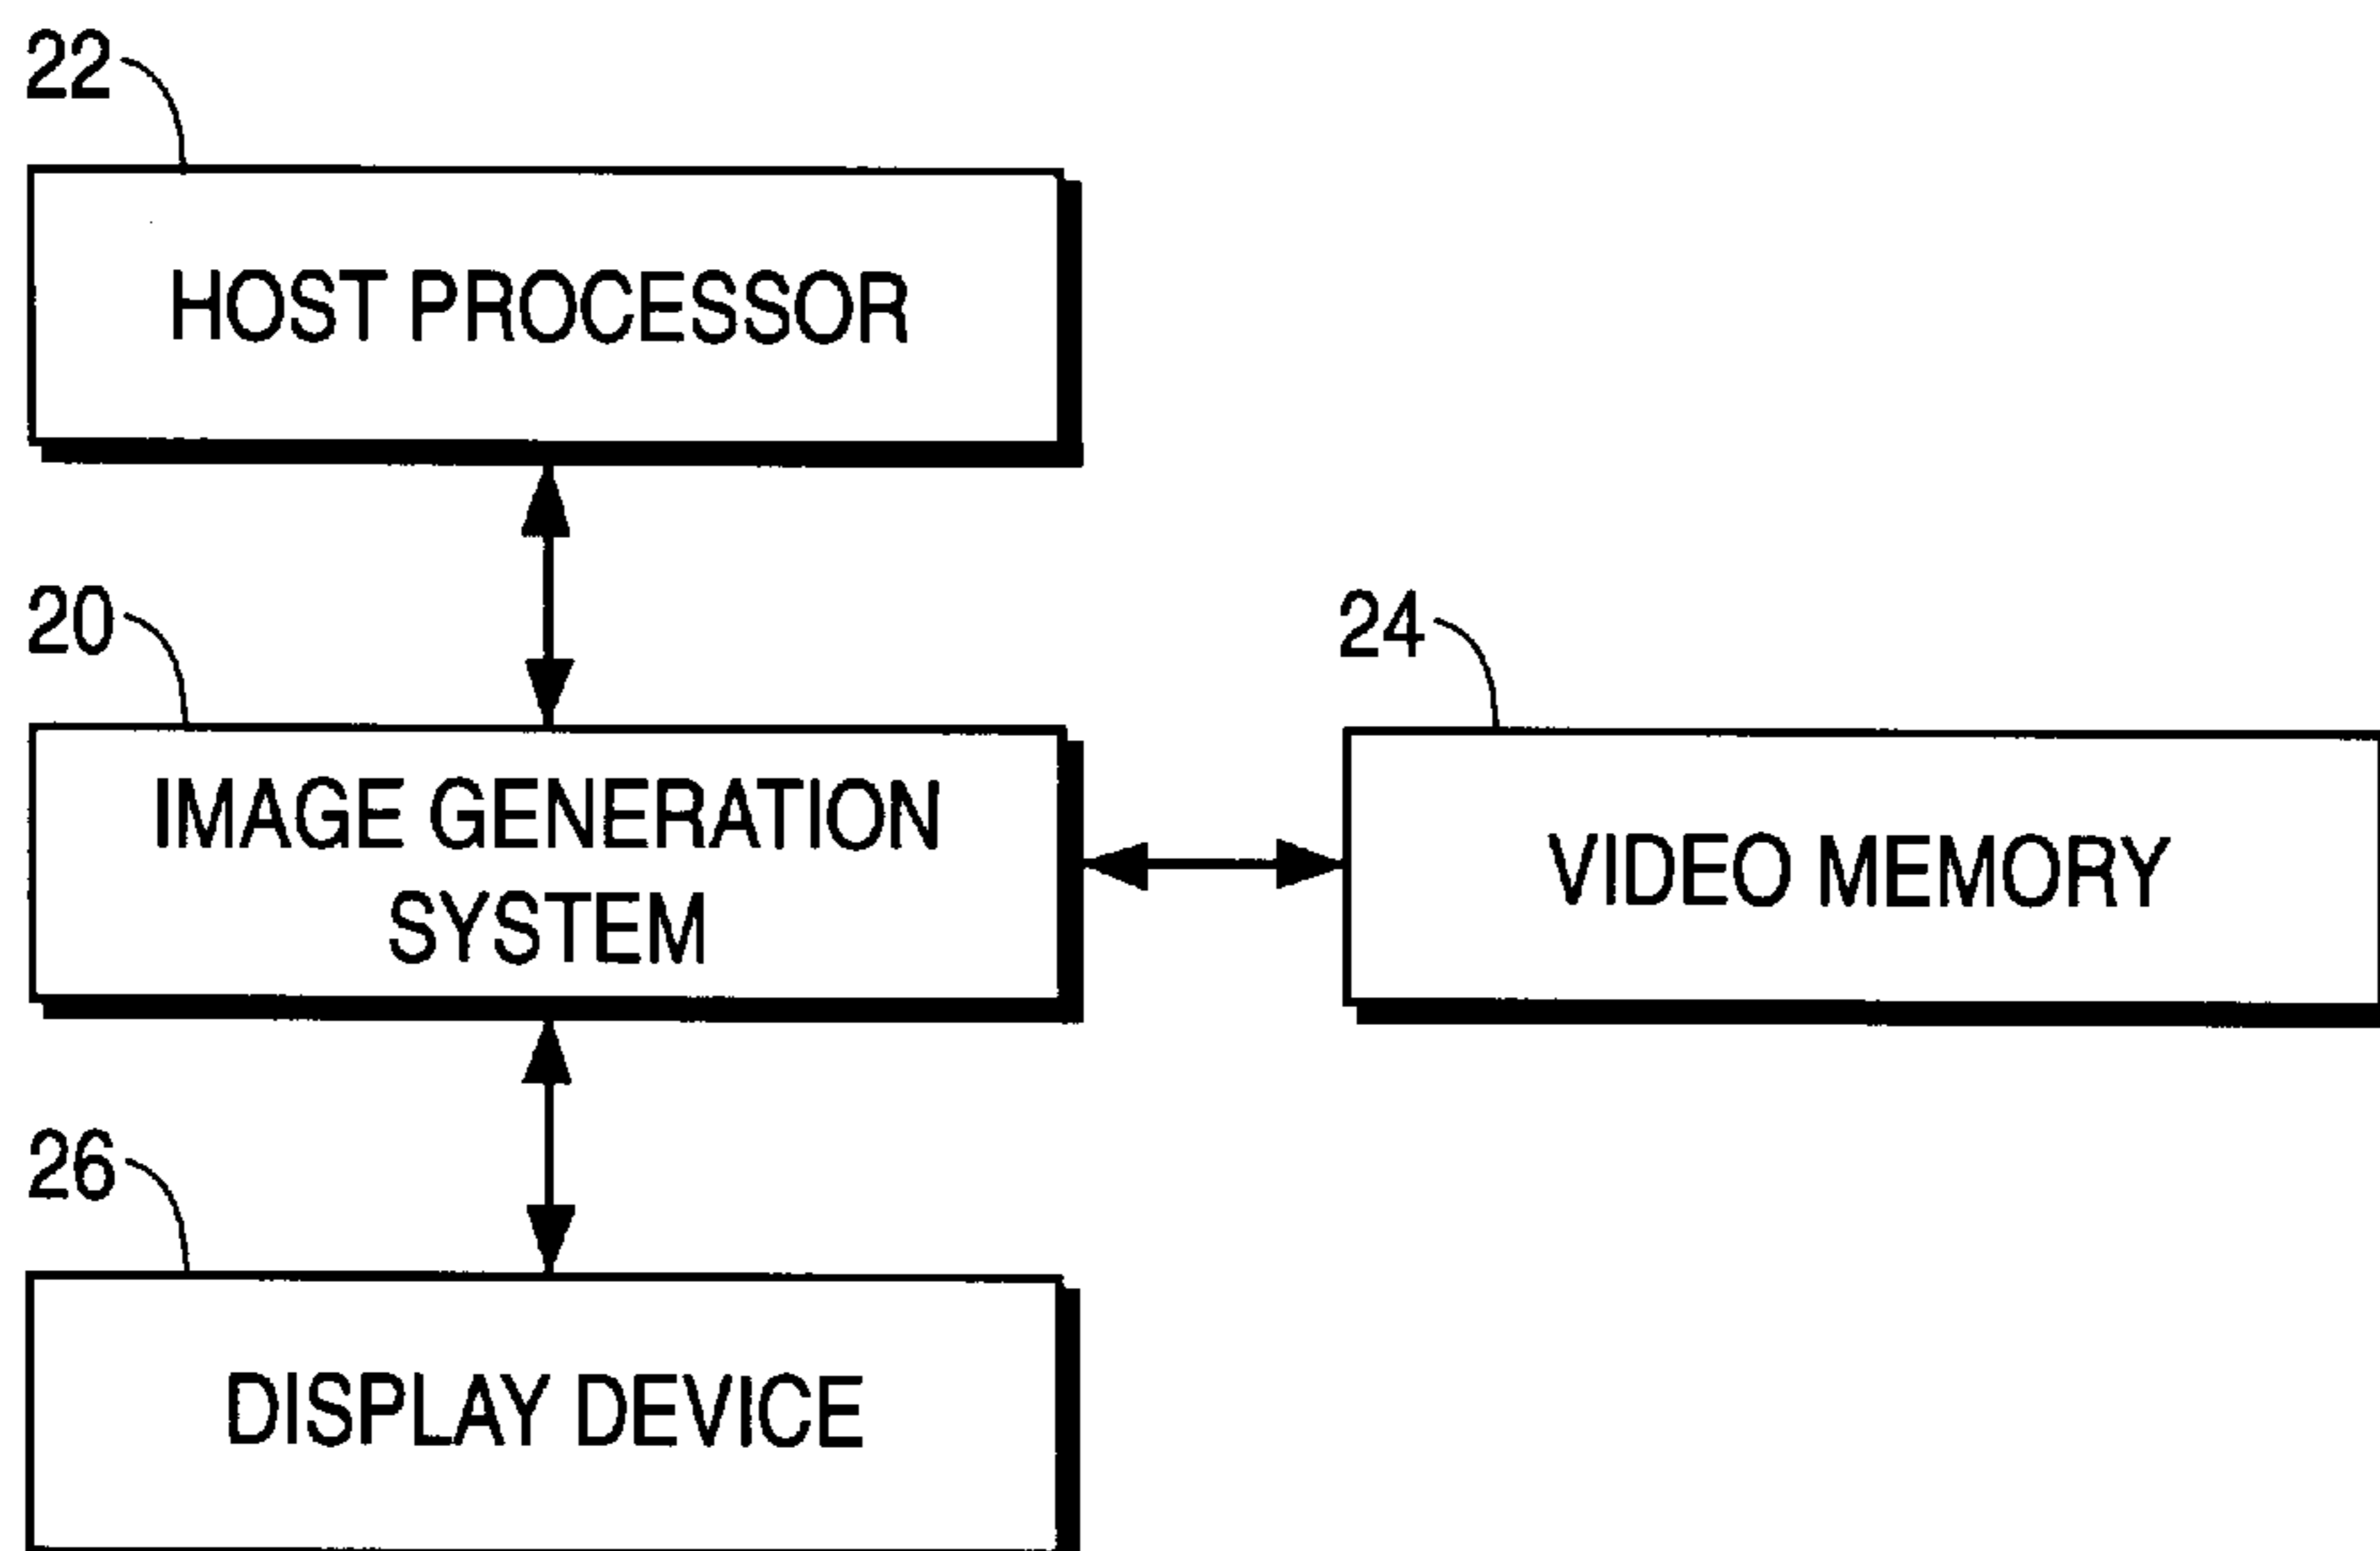 22
HOST PROCESSOR
20
IMAGE GENERATION
SYSTEM
24
VIDEO MEMORY
26
DISPLAY DEVICE